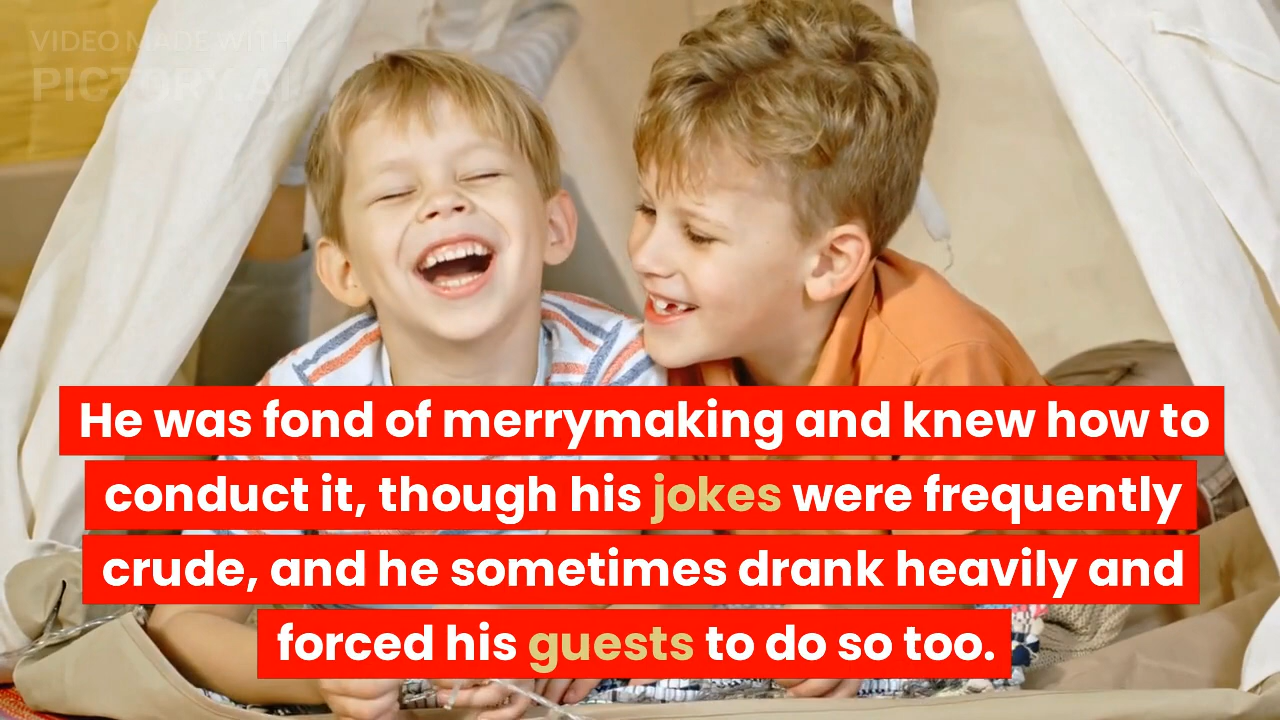 VIDEO MADE WITH
PICTORY.AI
He was fond of merrymaking and knew how to
conduct it, though his jokes were frequently
crude, and he sometimes drank heavily and
forced his guests to do so too.